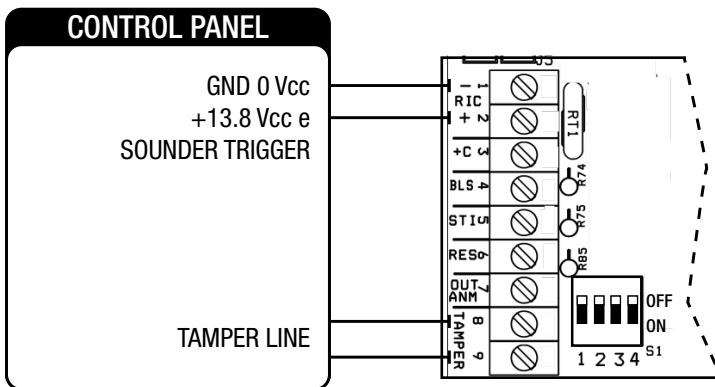 CONTROL PANEL
GND 0 Vcc
+13.8 Vcc e
SOUNDER TRIGGER
TAMPER LINE
J3
- 1
RIC
+ 2
+C 3
BLS 4
STI 5
RES 6
OUT 7
ANM
8
TAMPER
9
RT1
R74
R75
R85
OFF
ON
1 2 3 4 S1